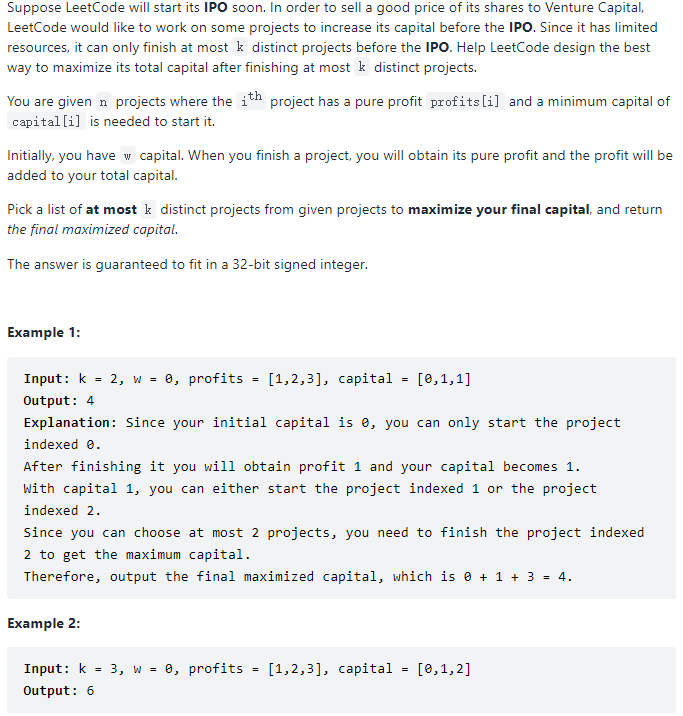 Suppose LeetCode will start its IPO soon. In order to sell a good price of its shares to Venture Capital,
LeetCode would like to work on some projects to increase its capital before the IPO. Since it has limited
resources, it can only finish at most k distinct projects before the IPO. Help LeetCode design the best
way to maximize its total capital after finishing at most k distinct projects.
You are given n projects where the ith project has a pure profit profits[i] and a minimum capital of
capital[i] is needed to start it.
Initially, you have w capital. When you finish a project, you will obtain its pure profit and the profit will be
added to your total capital.
Pick a list of at most k distinct projects from given projects to maximize your final capital, and return
the final maximized capital.
The answer is guaranteed to fit in a 32-bit signed integer.
Example 1:
Input: k = 2, w = 0, profits = [1,2,3], capital = [0,1,1]
Output: 4
Explanation: Since your initial capital is 0, you can only start the project
indexed 0.
After finishing it you will obtain profit 1 and your capital becomes 1.
With capital 1, you can either start the project indexed 1 or the project
indexed 2.
Since you can choose at most 2 projects, you need to finish the project indexed
2 to get the maximum capital.
Therefore, output the final maximized capital, which is 0 + 1 + 3 = 4.
Example 2:
Input: k = 3, w = 0, profits = [1,2,3], capital = [0,1,2]
Output: 6